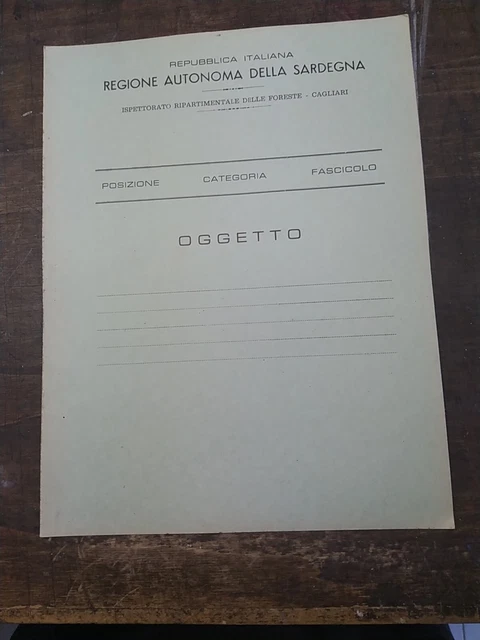 REPUBBLICA ITALIANA
REGIONE AUTONOMA DELLA SARDEGNA
ISPETTORATO RIPARTIMENTALE DELLE FORESTE - CAGLIARI
POSIZIONE CATEGORIA FASCICOLO
OGGETTO